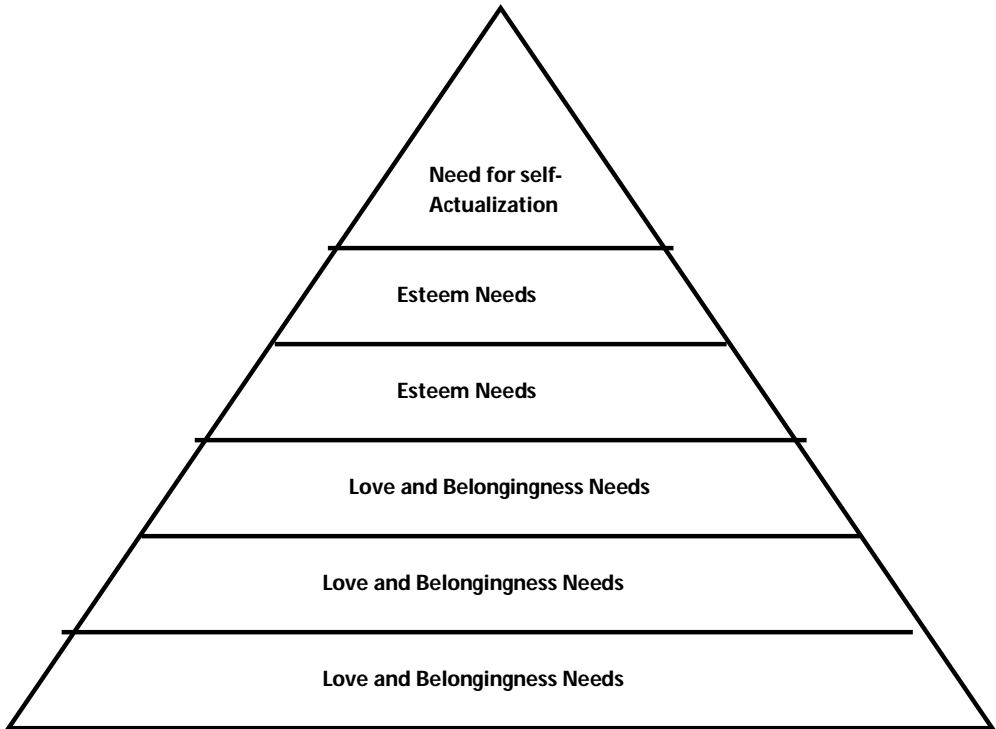 Need for self-
Actualization
Esteem Needs
Esteem Needs
Love and Belongingness Needs
Love and Belongingness Needs
Love and Belongingness Needs